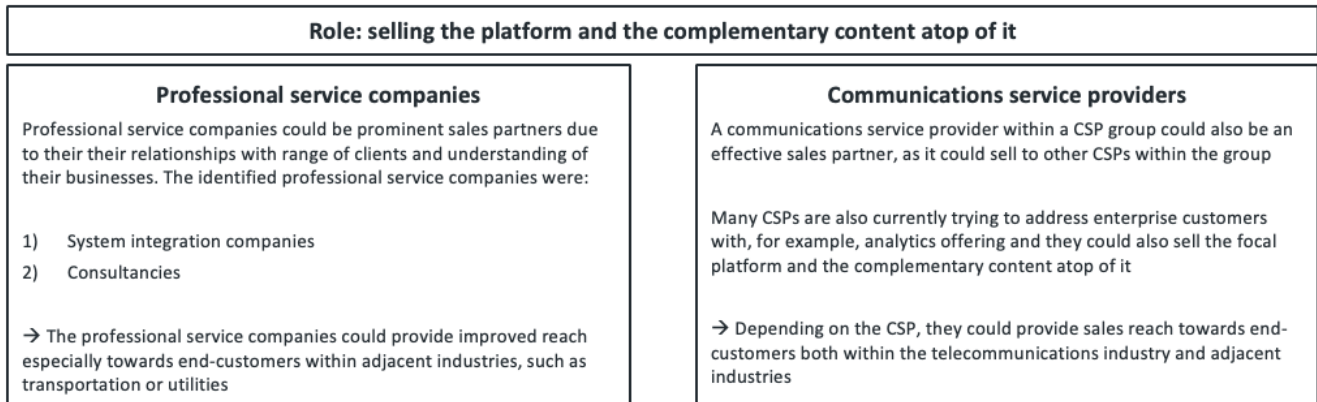 Role: selling the platform and the complementary content atop of it
Professional service companies
Professional service companies could be prominent sales partners due
to their their relationships with range of clients and understanding of
their businesses. The identified professional service companies were:
1) System integration companies
2) Consultancies
→ The professional service companies could provide improved reach
especially towards end-customers within adjacent industries, such as
transportation or utilities
Communications service providers
A communications service provider within a CSP group could also be an
effective sales partner, as it could sell to other CSPs within the group
Many CSPs are also currently trying to address enterprise customers
with, for example, analytics offering and they could also sell the focal
platform and the complementary content atop of it
→ Depending on the CSP, they could provide sales reach towards end-
customers both within the telecommunications industry and adjacent
industries